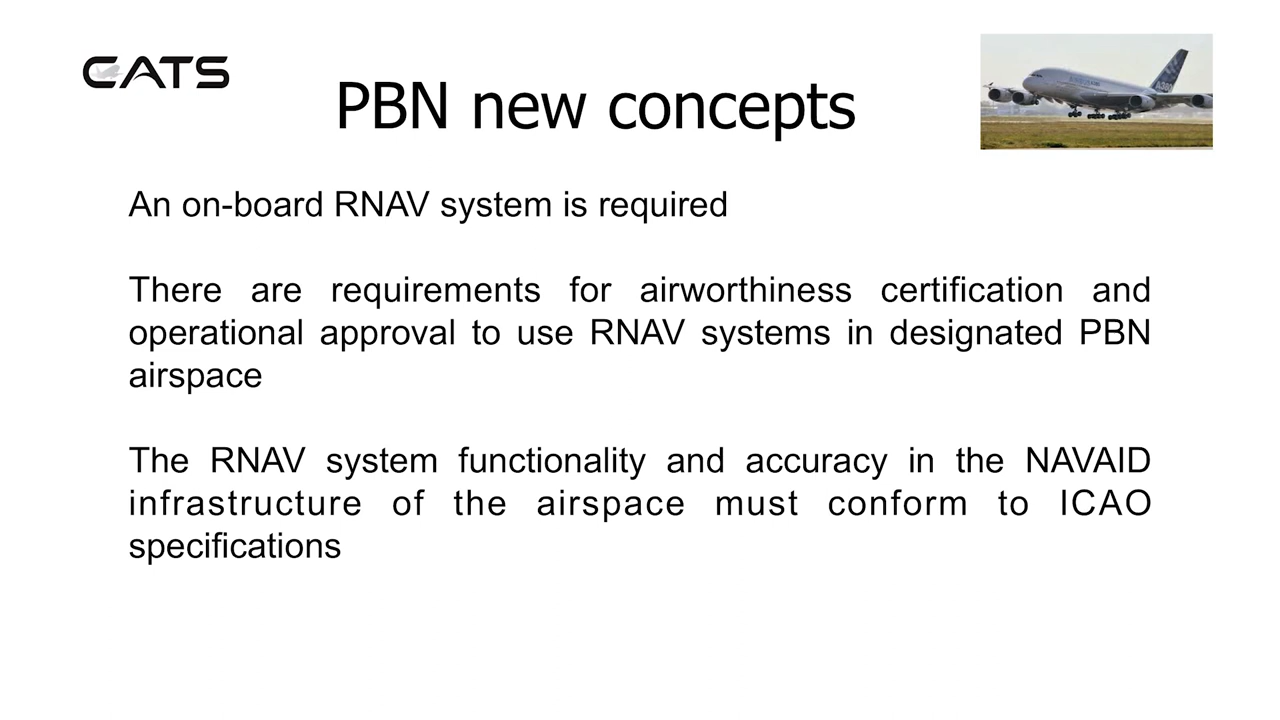 CATS
PBN new concepts
A380
An on-board RNAV system is required
There are requirements for airworthiness certification and
operational approval to use RNAV systems in designated PBN
airspace
The RNAV system functionality and accuracy in the NAVAID
infrastructure of the airspace must conform to ICAO
specifications